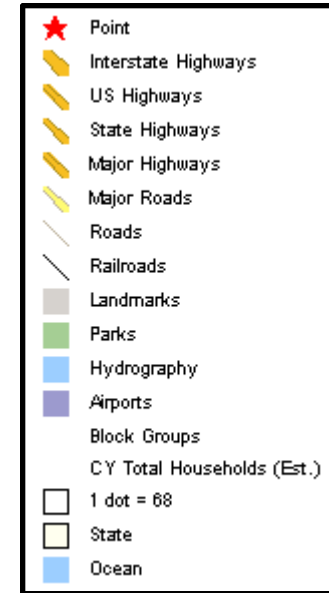 Point
Interstate Highways
US Highways
State Highways
Major Highways
Major Roads
Roads
Railroads
Landmarks
Parks
Hydrography
Airports
Block Groups
CY Total Households (Est.)
1 dot = 68
State
Ocean